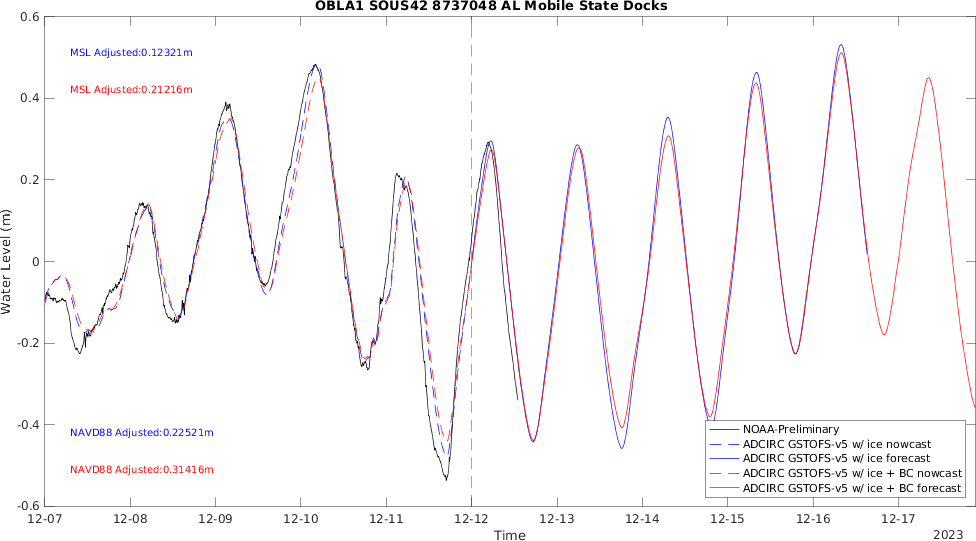 OBLA1 SOUS42 8737048 AL Mobile State Docks
0.6
0.4
0.2
0
-0.2
-0.4
-0.6
Water Level (m)
MSL Adjusted:0.12321m
MSL Adjusted:0.21216m
NAVD88 Adjusted:0.22521m
NAVD88 Adjusted:0.31416m
NOAA-Preliminary
ADCIRC GSTOFS-v5 w/ ice nowcast
ADCIRC GSTOFS-v5 w/ ice forecast
ADCIRC GSTOFS-v5 w/ ice + BC nowcast
ADCIRC GSTOFS-v5 w/ ice + BC forecast
12-07 12-08 12-09 12-10 12-11 12-12 12-13 12-14 12-15 12-16 12-17
Time
2023